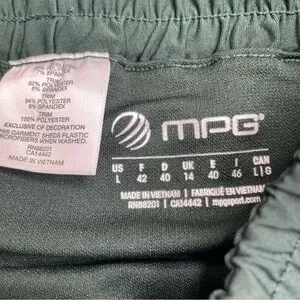 7% SPAN
TRIM
92% POLYESTER
8% SPANDEX
TRIM
94% POLYESTER
6% SPANDEX
TRIM
100% POLYESTER
EXCLUSIVE OF DECORATION
THIS GARMENT SHEDS PLASTIC
MICROFIBERS WHEN WASHED.
RN88201
CA14442
MADE IN VIETNAM
MPG
US F D UK E I CAN
L 42 40 14 40 46 L|G
MADE IN VIETNAM | FABRIQUÉ EN VIETNAM
RN88201 | CA14442 | mpgsport.com